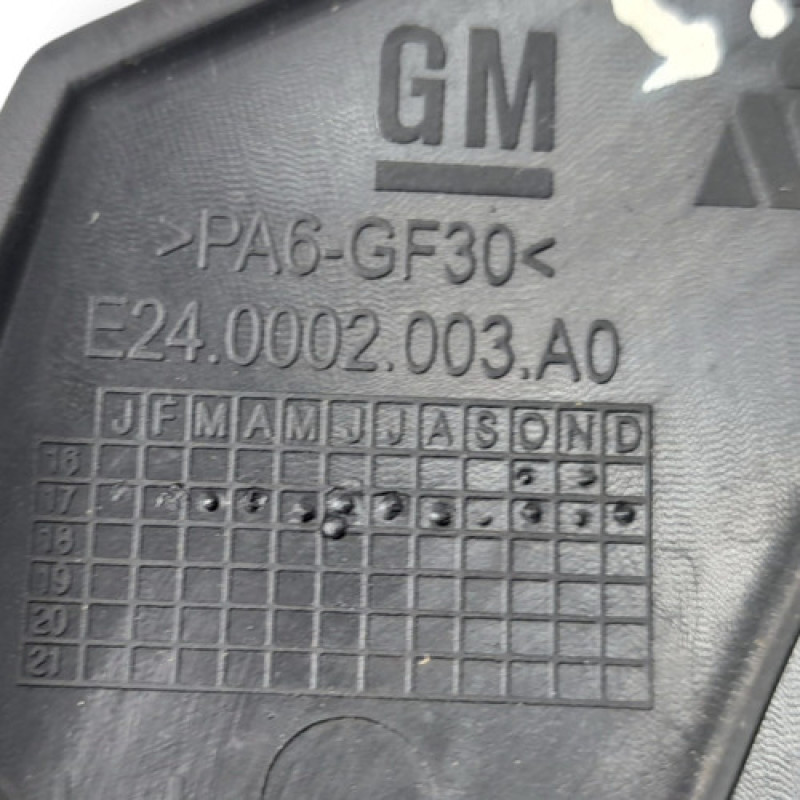 GM
>PA6-GF30<
E24.0002.003.A0
J F M A M J J A S O N D
16
17
18
19
20
21